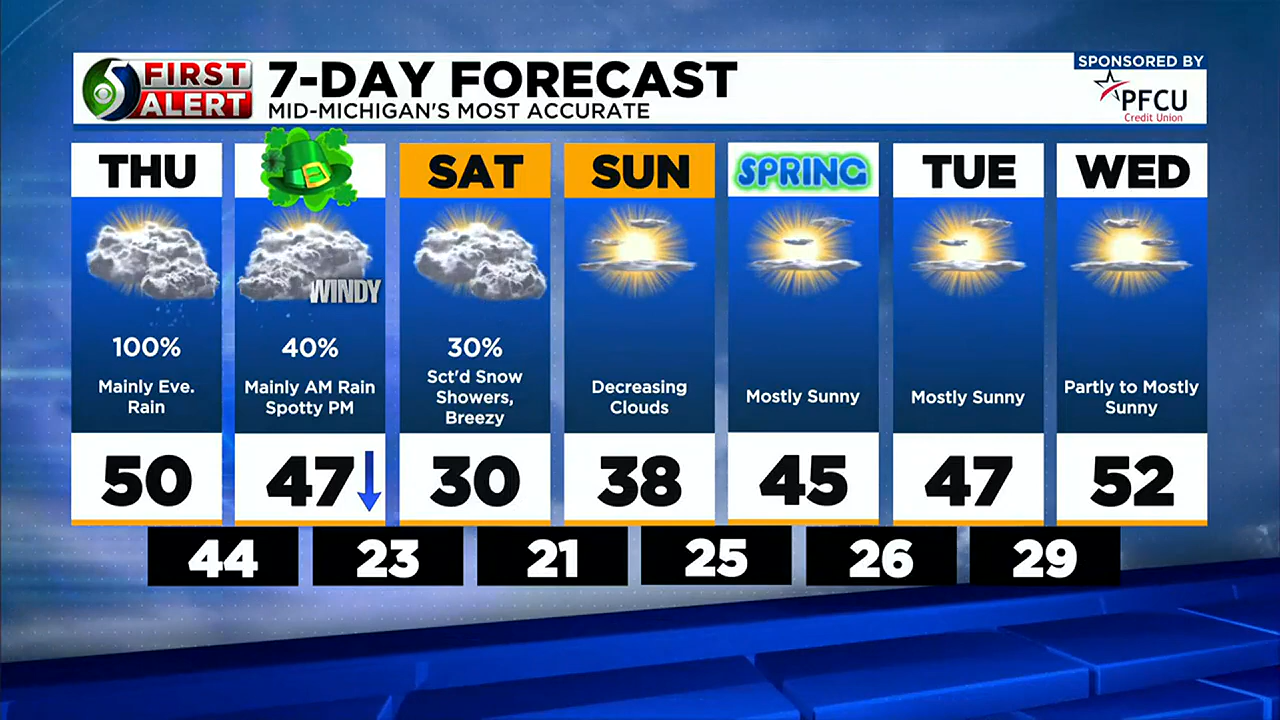 6 FIRST ALERT
7-DAY FORECAST
MID-MICHIGAN'S MOST ACCURATE
SPONSORED BY
PFCU
Credit Union
THU
100%
Mainly Eve.
Rain
50
WINDY
40%
Mainly AM Rain
Spotty PM
47
SAT
30%
Sct'd Snow
Showers,
Breezy
30
SUN
Decreasing
Clouds
38
SPRING
Mostly Sunny
45
TUE
Mostly Sunny
47
WED
Partly to Mostly
Sunny
52
44 23 21 25 26 29